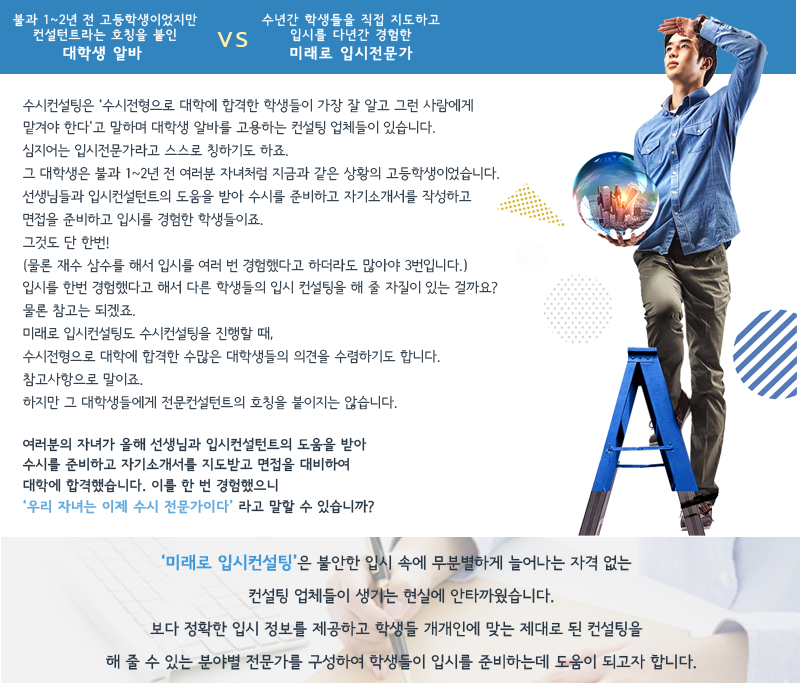 불과 1~2년 전 고등학생이었지만
컨설턴트라는 호칭을 붙인
대학생 알바
VS
수년간 학생들을 직접 지도하고
입시를 다년간 경험한
미래로 입시전문가
수시컨설팅은 '수시전형으로 대학에 합격한 학생들이 가장 잘 알고 그런 사람에게
맡겨야 한다'고 말하며 대학생 알바를 고용하는 컨설팅 업체들이 있습니다.
심지어는 입시전문가라고 스스로 칭하기도 하죠.
그 대학생은 불과 1~2년 전 여러분 자녀처럼 지금과 같은 상황의 고등학생이었습니다.
선생님들과 입시컨설턴트의 도움을 받아 수시를 준비하고 자기소개서를 작성하고
면접을 준비하고 입시를 경험한 학생들이죠.
그것도 단 한번!
(물론 재수 삼수를 해서 입시를 여러 번 경험했다고 하더라도 많아야 3번입니다.)
입시를 한번 경험했다고 해서 다른 학생들의 입시 컨설팅을 해 줄 자질이 있는 걸까요?
물론 참고는 되겠죠.
미래로 입시컨설팅도 수시컨설팅을 진행할 때,
수시전형으로 대학에 합격한 수많은 대학생들의 의견을 수렴하기도 합니다.
참고사항으로 말이죠.
하지만 그 대학생들에게 전문컨설턴트의 호칭을 붙이지는 않습니다.
여러분의 자녀가 올해 선생님과 입시컨설턴트의 도움을 받아
수시를 준비하고 자기소개서를 지도받고 면접을 대비하여
대학에 합격했습니다. 이를 한 번 경험했으니
'우리 자녀는 이제 수시 전문가이다' 라고 말할 수 있습니까?
'미래로 입시컨설팅'은 불안한 입시 속에 무분별하게 늘어나는 자격 없는
컨설팅 업체들이 생기는 현실에 안타까웠습니다.
보다 정확한 입시 정보를 제공하고 학생들 개개인에 맞는 제대로 된 컨설팅을
해 줄 수 있는 분야별 전문가를 구성하여 학생들이 입시를 준비하는데 도움이 되고자 합니다.